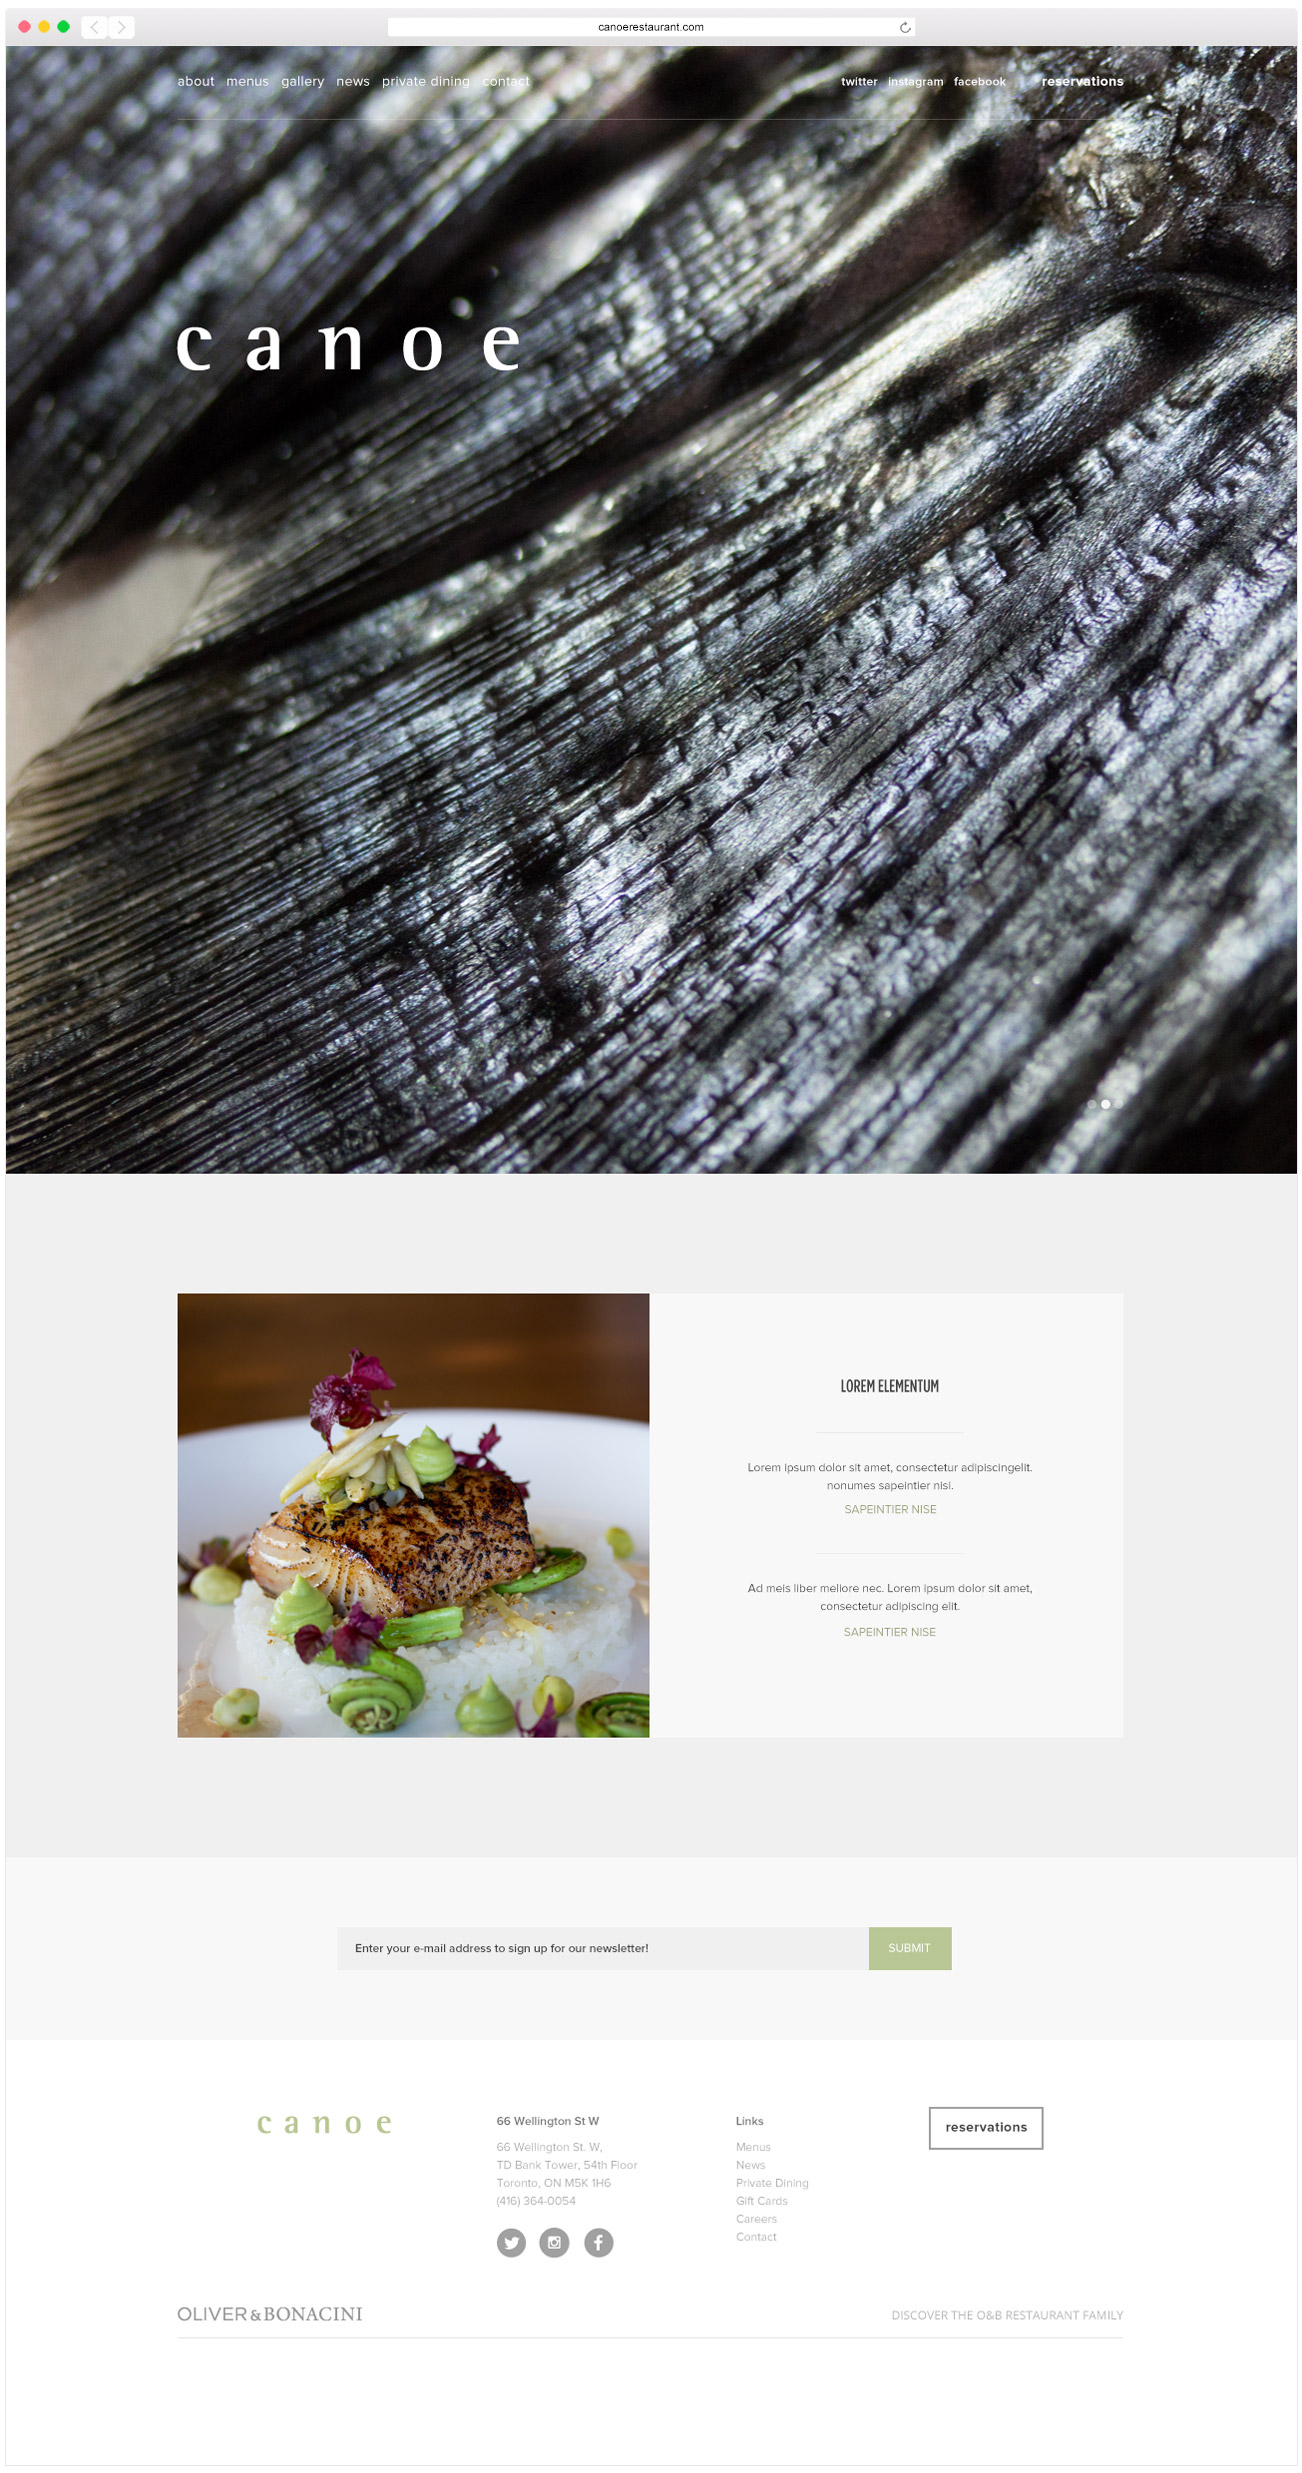 canoerestaurant.com
about menus gallery news private dining contact twitter instagram facebook reservations
canoe
LOREM ELEMENTUM
Lorem ipsum dolor sit amet, consectetur adipiscingelit.
nonumes sapeintier nisi.
SAPEINTIER NISE
Ad meis liber meliore nec. Lorem ipsum dolor sit amet,
consectetur adipiscing elit.
SAPEINTIER NISE
Enter your e-mail address to sign up for our newsletter! SUBMIT
canoe
66 Wellington St W
66 Wellington St. W,
TD Bank Tower, 54th Floor
Toronto, ON M5K 1H6
(416) 364-0054
Links
Menus
News
Private Dining
Gift Cards
Careers
Contact
reservations
OLIVER & BONACINI
DISCOVER THE O&B RESTAURANT FAMILY